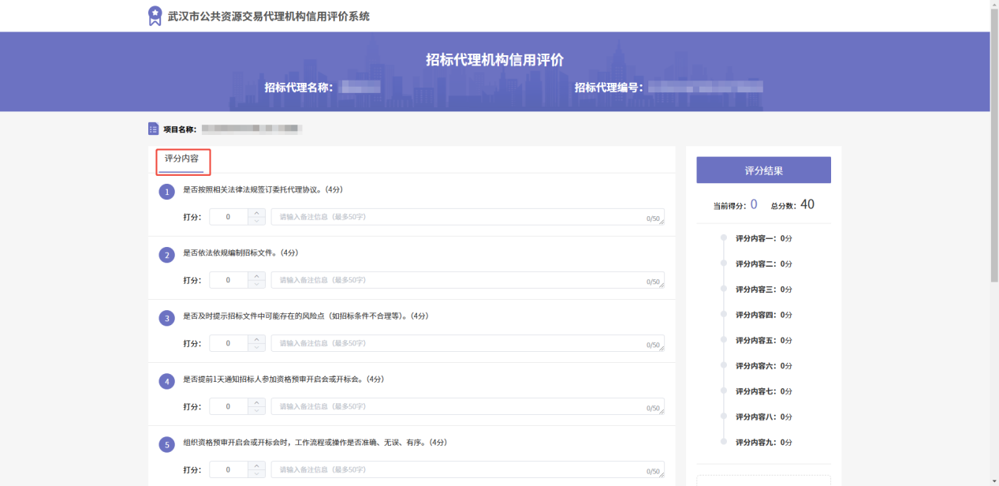 武汉市公共资源交易代理机构信用评价系统
招标代理机构信用评价
招标代理名称：
招标代理编号：
项目名称：
评分内容
1 是否按照相关法律法规签订委托代理协议。（4分）
打分： 0 请输入备注信息（最多50字） 0/50
2 是否依法依规编制招标文件。（4分）
打分： 0 请输入备注信息（最多50字） 0/50
3 是否及时提示招标文件中可能存在的风险点（如招标条件不合理等）。（4分）
打分： 0 请输入备注信息（最多50字） 0/50
4 是否提前1天通知招标人参加资格预审开启会或开标会。（4分）
打分： 0 请输入备注信息（最多50字） 0/50
5 组织资格预审开启会或开标会时，工作流程或操作是否准确、无误、有序。（4分）
打分： 0 请输入备注信息（最多50字） 0/50
评分结果
当前得分：0 总分数：40
评分内容一：0分
评分内容二：0分
评分内容三：0分
评分内容四：0分
评分内容五：0分
评分内容六：0分
评分内容七：0分
评分内容八：0分
评分内容九：0分